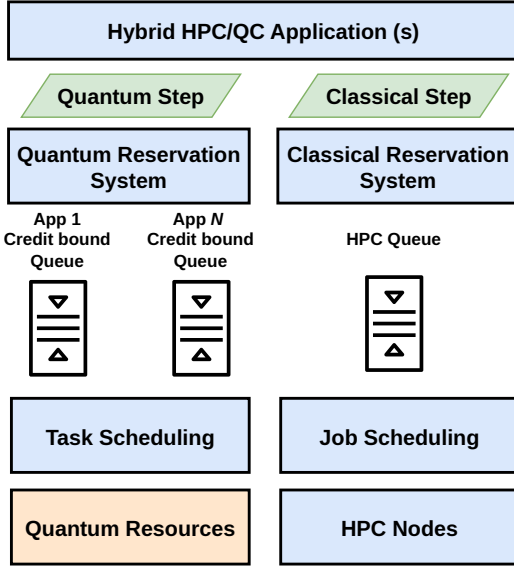 Hybrid HPC/QC Application (s)
Quantum Step
Classical Step
Quantum Reservation
System
Classical Reservation
System
App 1
Credit bound
Queue
App N
Credit bound
Queue
HPC Queue
Task Scheduling
Job Scheduling
Quantum Resources
HPC Nodes